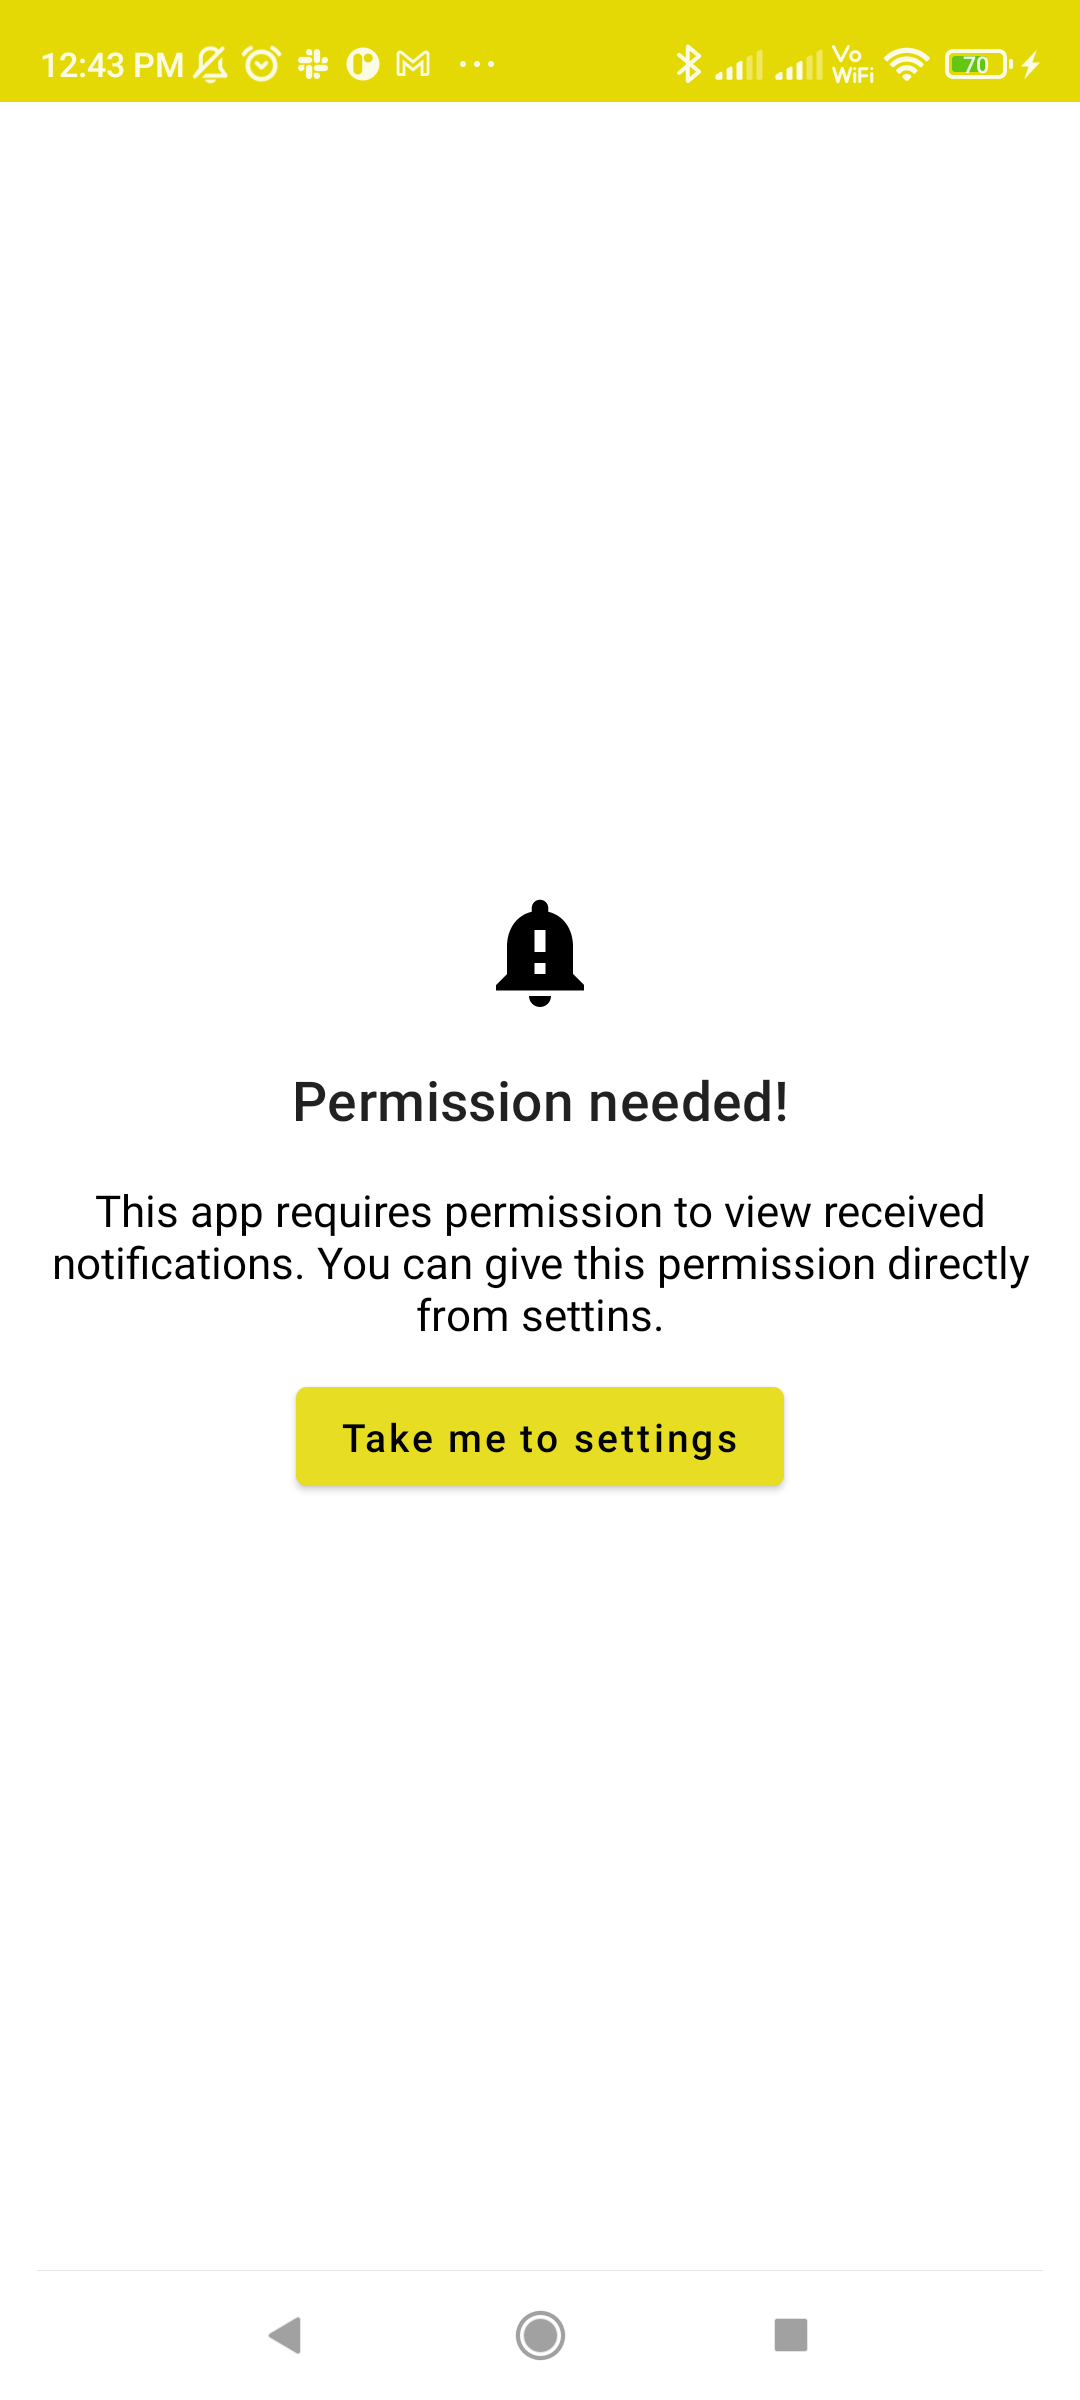 12:43 PM Vo WiFi 70
Permission needed!
This app requires permission to view received
notifications. You can give this permission directly
from settins.
Take me to settings